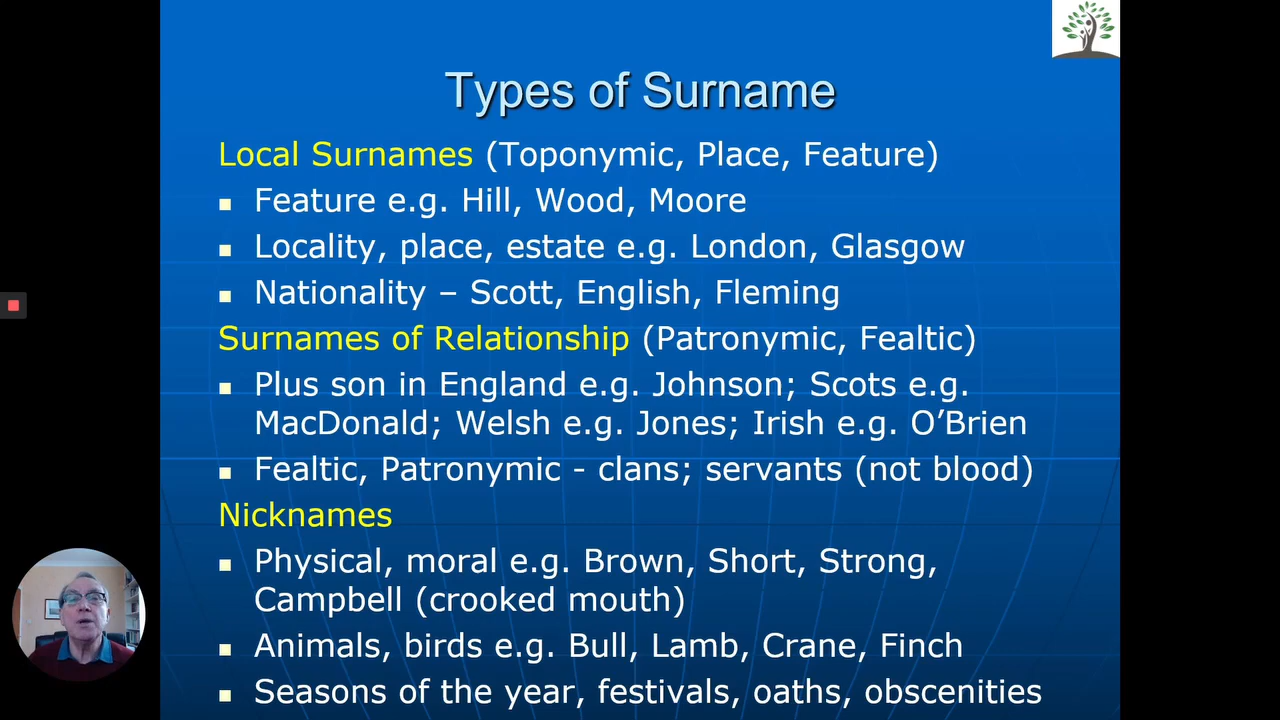 Types of Surname
Local Surnames (Toponymic, Place, Feature)
Feature e.g. Hill, Wood, Moore
Locality, place, estate e.g. London, Glasgow
Nationality – Scott, English, Fleming
Surnames of Relationship (Patronymic, Fealtic)
Plus son in England e.g. Johnson; Scots e.g.
MacDonald; Welsh e.g. Jones; Irish e.g. O’Brien
Fealtic, Patronymic - clans; servants (not blood)
Nicknames
Physical, moral e.g. Brown, Short, Strong,
Campbell (crooked mouth)
Animals, birds e.g. Bull, Lamb, Crane, Finch
Seasons of the year, festivals, oaths, obscenities